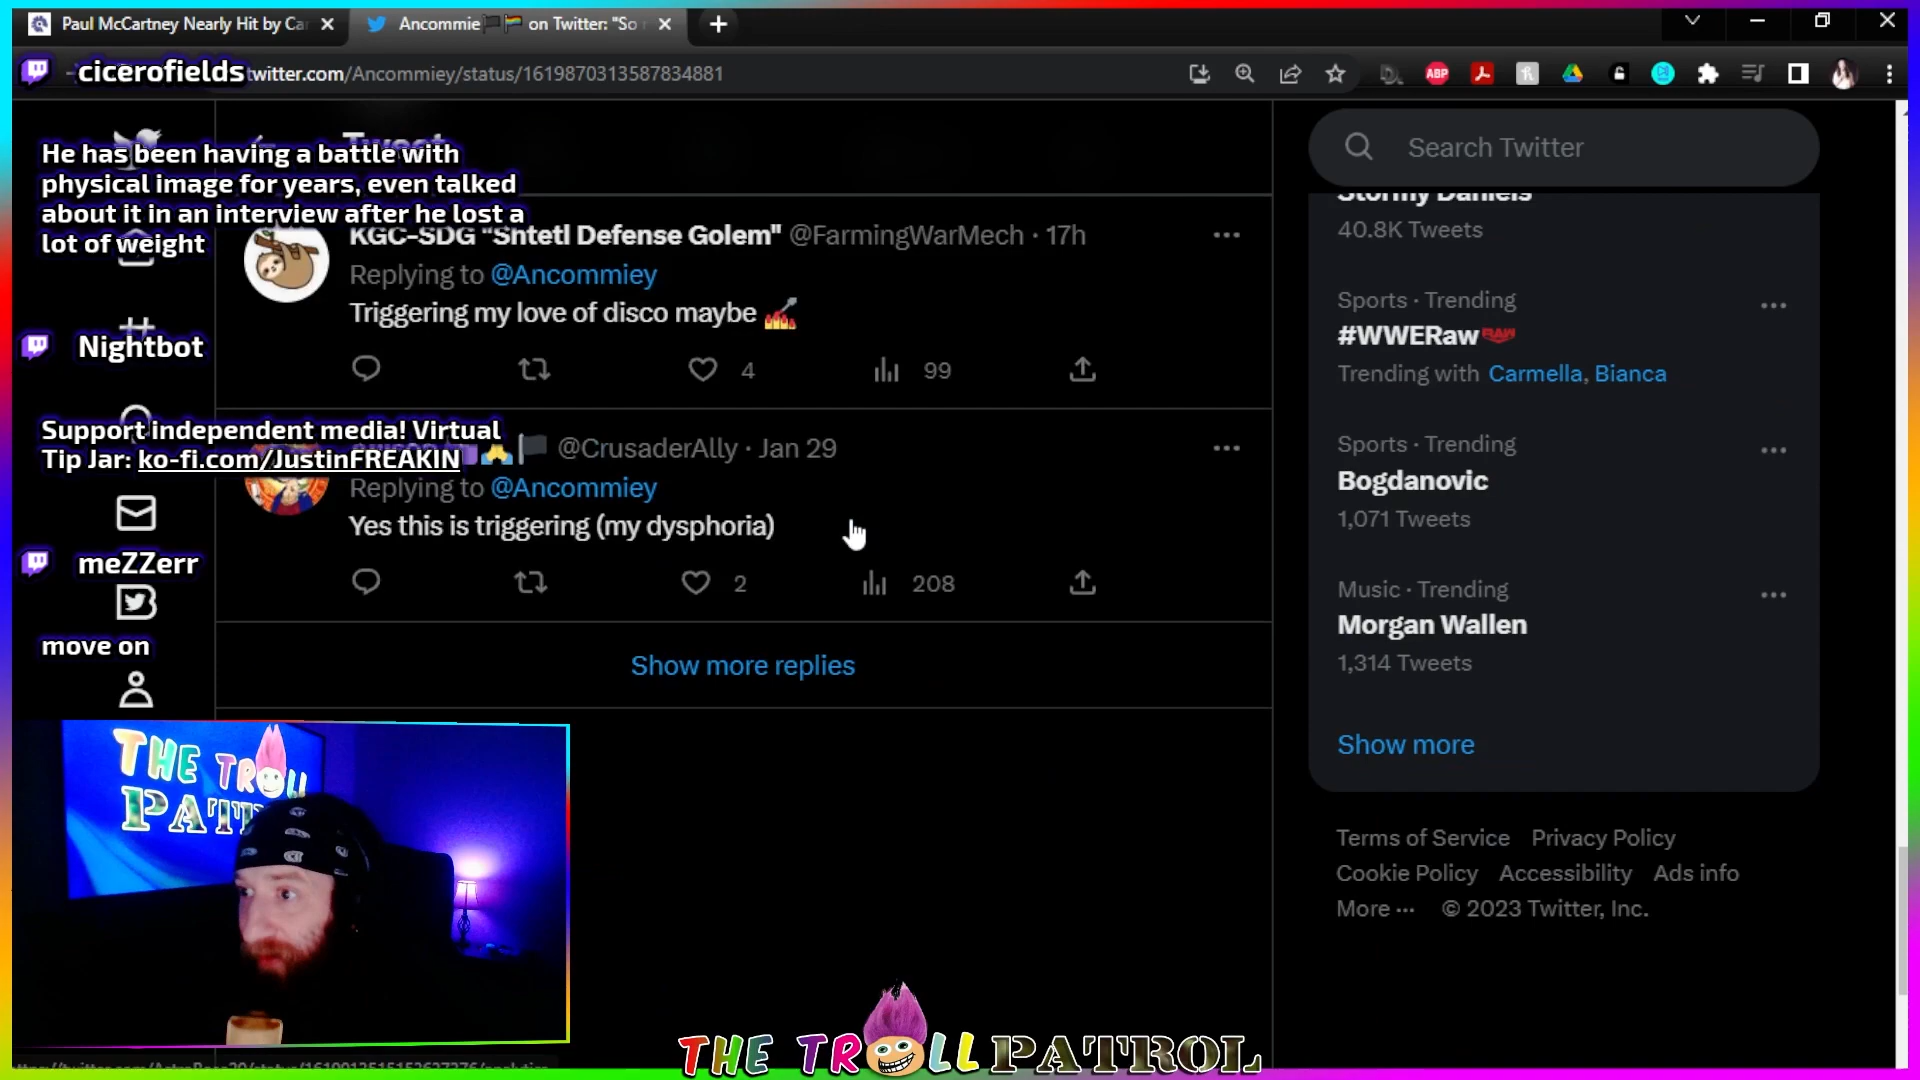 Paul McCartney Nearly Hit by Ca
Ancommie on Twitter: "So
cicerofields
twitter.com/Ancommiey/status/1619870313587834881
Tweet
Search Twitter
He has been having a battle with
physical image for years, even talked
about it in an interview after he lost a
lot of weight
KGC-SDG "Shtetl Defense Golem" @FarmingWarMech · 17h
Replying to @Ancommiey
Triggering my love of disco maybe
4
99
Nightbot
Support independent media! Virtual
Tip Jar: ko-fi.com/JustinFREAKIN
@CrusaderAlly · Jan 29
Replying to @Ancommiey
Yes this is triggering (my dysphoria)
2
208
meZZerr
move on
Show more replies
Stormy Daniels
40.8K Tweets
Sports · Trending
#WWERaw
Trending with Carmella, Bianca
Sports · Trending
Bogdanovic
1,071 Tweets
Music · Trending
Morgan Wallen
1,314 Tweets
Show more
Terms of Service Privacy Policy
Cookie Policy Accessibility Ads info
More ··· © 2023 Twitter, Inc.
THE TROLL
THE TROLL PATROL